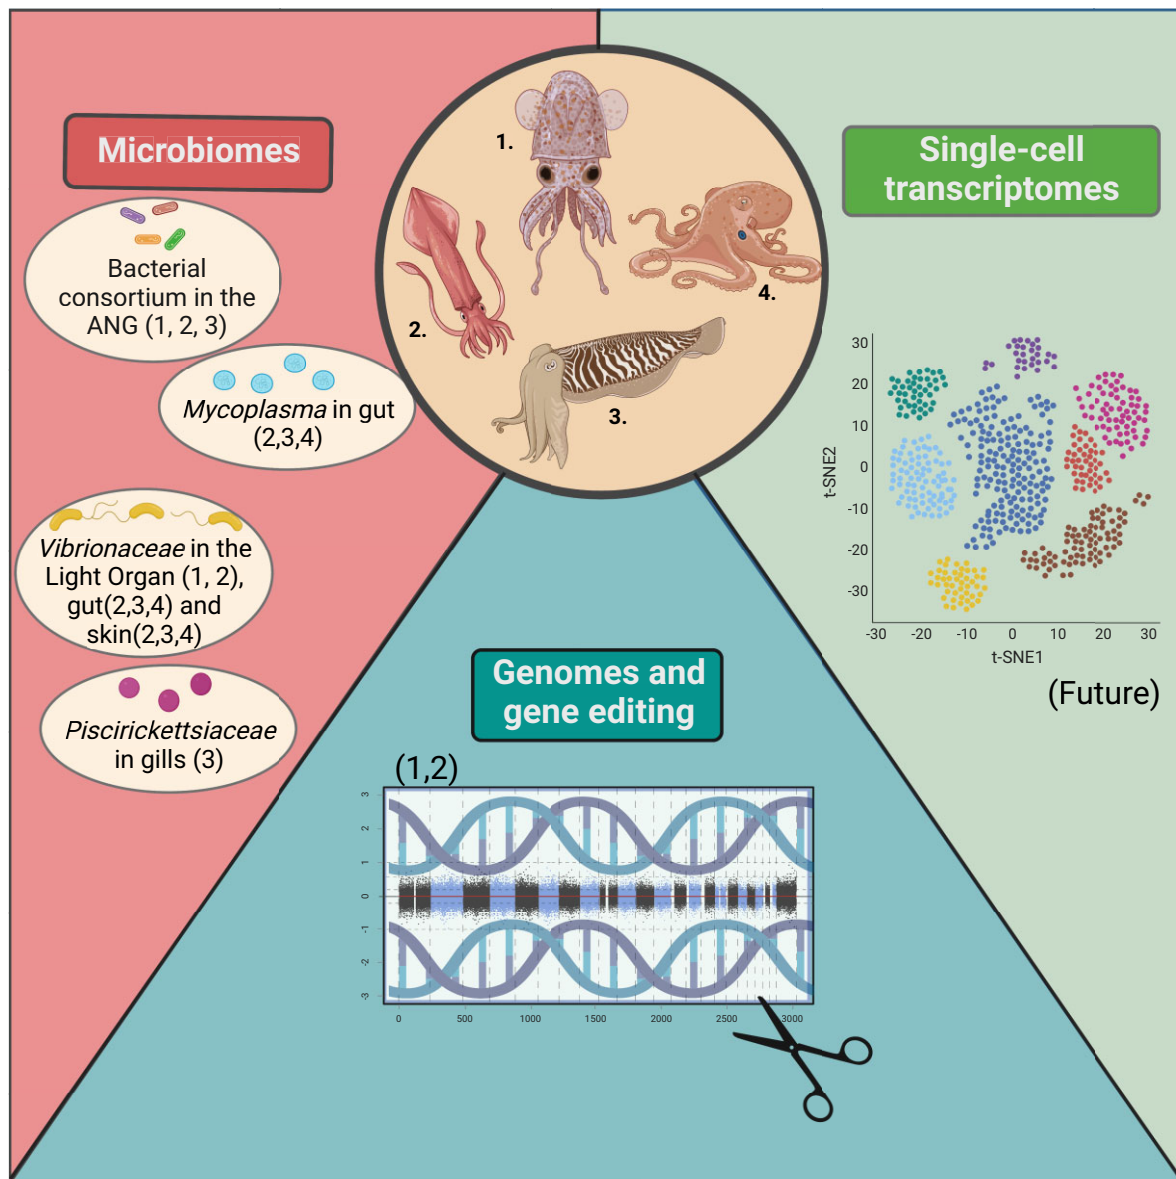 Microbiomes
Bacterial
consortium in the
ANG (1, 2, 3)
Mycoplasma in gut
(2,3,4)
Vibrionaceae in the
Light Organ (1, 2),
gut(2,3,4) and
skin(2,3,4)
Piscirickettsiaceae
in gills (3)
1.
2.
3.
4.
Single-cell
transcriptomes
30
20
10
0
-10
-20
-30
t-SNE2
-30
-20
-10
0
10
20
30
t-SNE1
(Future)
Genomes and
gene editing
(1,2)
3
2
1
0
-1
-2
-3
0
500
1000
1500
2000
3000